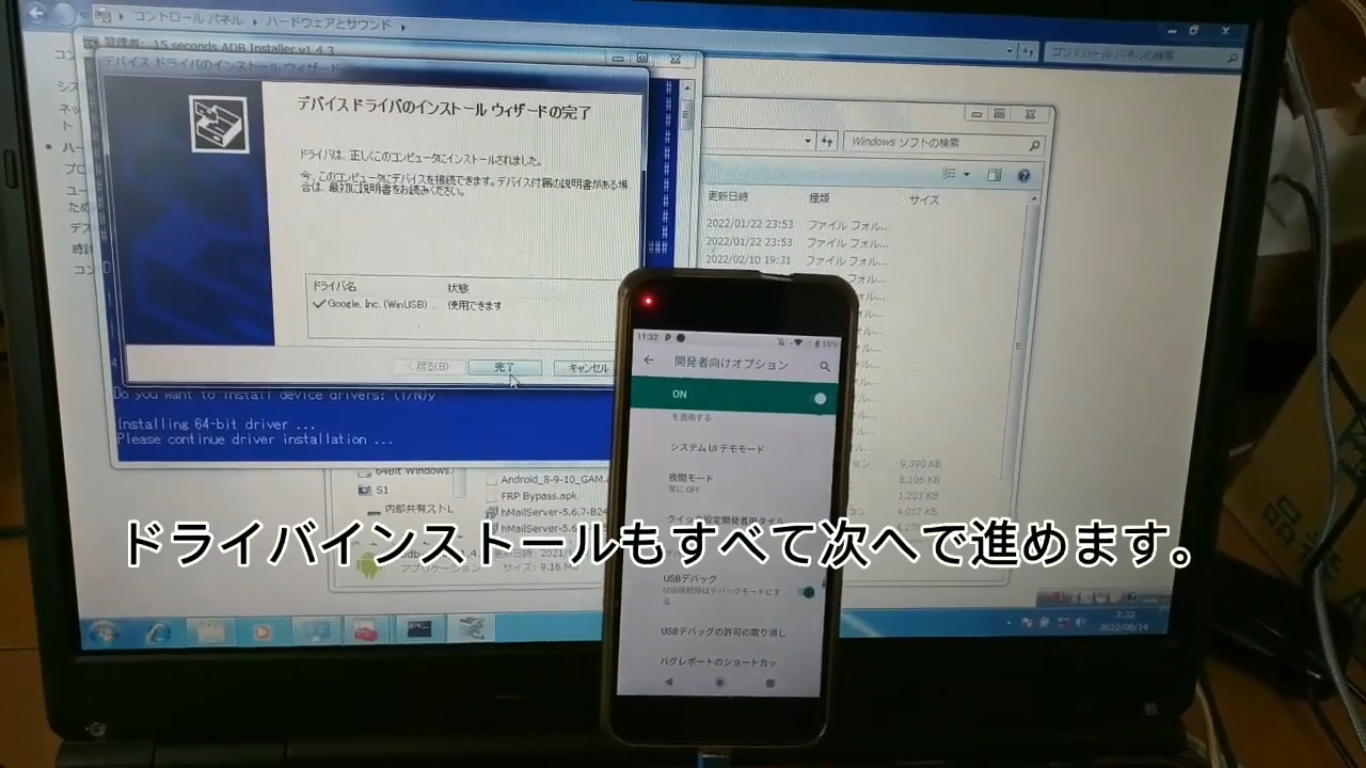 コントロール パネル ▸ ハードウェアとサウンド ▸
コントロール パネルの検索
管理者: 15 seconds ADB Installer v1.4.3
デバイス ドライバのインストール ウィザード
デバイス ドライバのインストール ウィザードの完了
ドライバは、正しくこのコンピュータにインストールされました。
今、このコンピュータにデバイスを接続できます。デバイス付属の説明書がある場
合は、最初に説明書をお読みください。
ドラバ名 状態
Google, Inc. (WinUSB) .. 使用できます
< 戻る(B) 完了 キャンセル
Do you want to install device drivers? (Y/N)y
Installing 64-bit driver ...
Please continue driver installation ...
Windows ソフトの検索
更新日時 種類 サイズ
2022/01/22 23:53 ファイル フォル...
2022/01/22 23:53 ファイル フォル...
2022/02/10 19:31 ファイル フォル...
9,390 KB
8,106 KB
1,203 KB
4,017 KB
64Bit Windows
S1
内部共有ストレ
Android_8-9-10_GAM.
FRP Bypass.apk
hMailServer-5.6.7-B24
hMailServer-5.6
アプリケーション サイズ: 9.16 MB
11:32
10%
開発者向けオプション
ON
を適用する
システム UI デモモード
夜間モード
常に OFF
クイック設定開発者用タイル
USBデバッグ
USB接続時はデバッグモードにす
る
USBデバッグの許可の取り消し
バグレポートのショートカッ
ドライバインストールもすべて次へで進めます。
2:32
2022/06/14